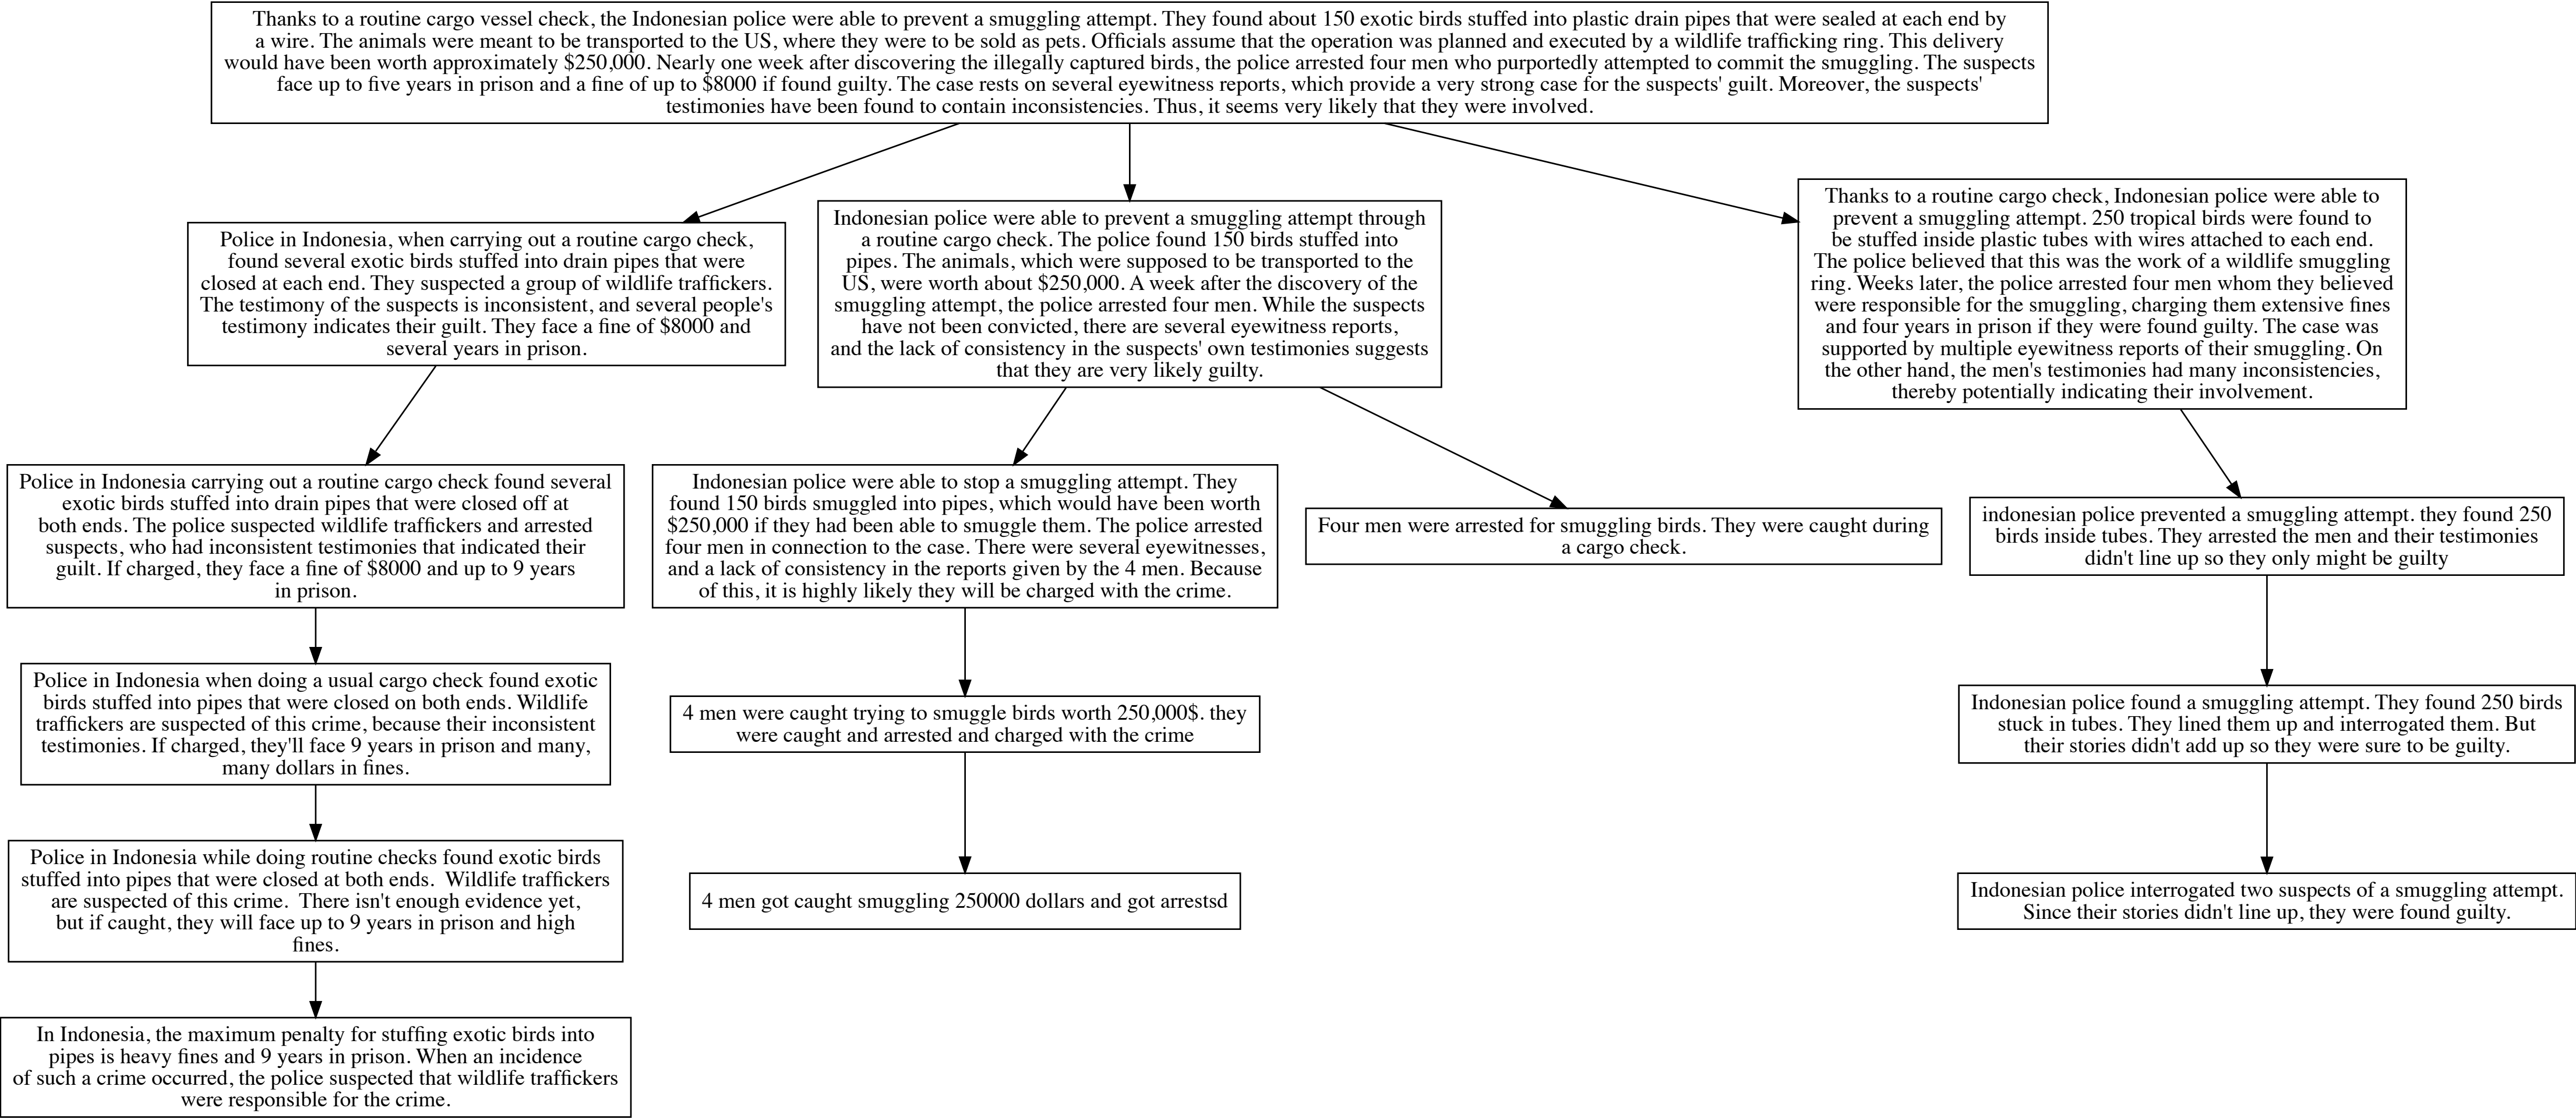 Thanks to a routine cargo vessel check, the Indonesian police were able to prevent a smuggling attempt. They found about 150 exotic birds stuffed into plastic drain pipes that were sealed at each end by
a wire. The animals were meant to be transported to the US, where they were to be sold as pets. Officials assume that the operation was planned and executed by a wildlife trafficking ring. This delivery
would have been worth approximately $250,000. Nearly one week after discovering the illegally captured birds, the police arrested four men who purportedly attempted to commit the smuggling. The suspects
face up to five years in prison and a fine of up to $8000 if found guilty. The case rests on several eyewitness reports, which provide a very strong case for the suspects' guilt. Moreover, the suspects'
testimonies have been found to contain inconsistencies. Thus, it seems very likely that they were involved.
Police in Indonesia, when carrying out a routine cargo check,
found several exotic birds stuffed into drain pipes that were
closed at each end. They suspected a group of wildlife traffickers.
The testimony of the suspects is inconsistent, and several people's
testimony indicates their guilt. They face a fine of $8000 and
several years in prison.
Indonesian police were able to prevent a smuggling attempt through
a routine cargo check. The police found 150 birds stuffed into
pipes. The animals, which were supposed to be transported to the
US, were worth about $250,000. A week after the discovery of the
smuggling attempt, the police arrested four men. While the suspects
have not been convicted, there are several eyewitness reports,
and the lack of consistency in the suspects' own testimonies suggests
that they are very likely guilty.
Thanks to a routine cargo check, Indonesian police were able to
prevent a smuggling attempt. 250 tropical birds were found to
be stuffed inside plastic tubes with wires attached to each end.
The police believed that this was the work of a wildlife smuggling
ring. Weeks later, the police arrested four men whom they believed
were responsible for the smuggling, charging them extensive fines
and four years in prison if they were found guilty. The case was
supported by multiple eyewitness reports of their smuggling. On
the other hand, the men's testimonies had many inconsistencies,
thereby potentially indicating their involvement.
Police in Indonesia carrying out a routine cargo check found several
exotic birds stuffed into drain pipes that were closed off at
both ends. The police suspected wildlife traffickers and arrested
suspects, who had inconsistent testimonies that indicated their
guilt. If charged, they face a fine of $8000 and up to 9 years
in prison.
Indonesian police were able to stop a smuggling attempt. They
found 150 birds smuggled into pipes, which would have been worth
$250,000 if they had been able to smuggle them. The police arrested
four men in connection to the case. There were several eyewitnesses,
and a lack of consistency in the reports given by the 4 men. Because
of this, it is highly likely they will be charged with the crime.
Four men were arrested for smuggling birds. They were caught during
a cargo check.
indonesian police prevented a smuggling attempt. they found 250
birds inside tubes. They arrested the men and their testimonies
didn't line up so they only might be guilty
Police in Indonesia when doing a usual cargo check found exotic
birds stuffed into pipes that were closed on both ends. Wildlife
traffickers are suspected of this crime, because their inconsistent
testimonies. If charged, they'll face 9 years in prison and many,
many dollars in fines.
4 men were caught trying to smuggle birds worth 250,000$. they
were caught and arrested and charged with the crime
Indonesian police found a smuggling attempt. They found 250 birds
stuck in tubes. They lined them up and interrogated them. But
their stories didn't add up so they were sure to be guilty.
Police in Indonesia while doing routine checks found exotic birds
stuffed into pipes that were closed at both ends.  Wildlife traffickers
are suspected of this crime.  There isn't enough evidence yet,
but if caught, they will face up to 9 years in prison and high
fines.
4 men got caught smuggling 250000 dollars and got arrestsd
Indonesian police interrogated two suspects of a smuggling attempt.
Since their stories didn't line up, they were found guilty.
In Indonesia, the maximum penalty for stuffing exotic birds into
pipes is heavy fines and 9 years in prison. When an incidence
of such a crime occurred, the police suspected that wildlife traffickers
were responsible for the crime.